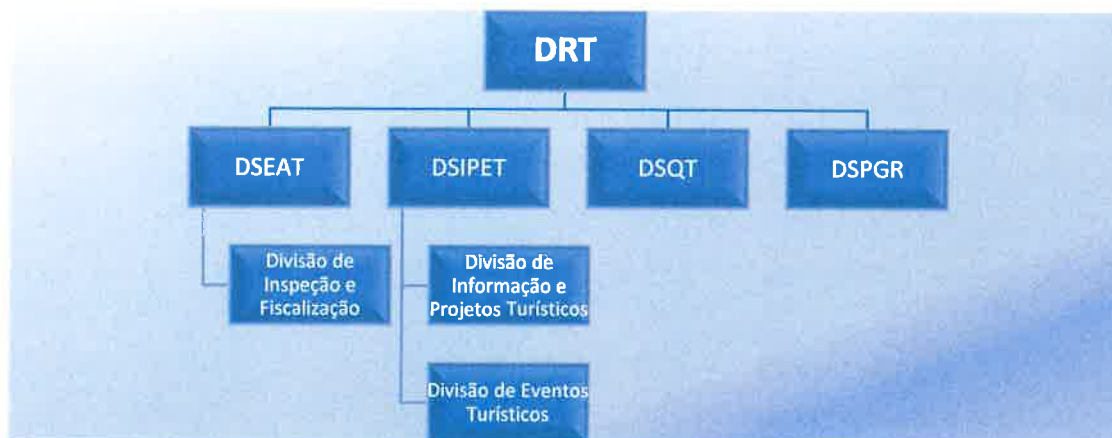 DRT
DSEAT
DSIPET
DSQT
DSPGR
Divisão de
Inspeção e
Fiscalização
Divisão de
Informação e
Projetos Turísticos
Divisão de Eventos
Turísticos